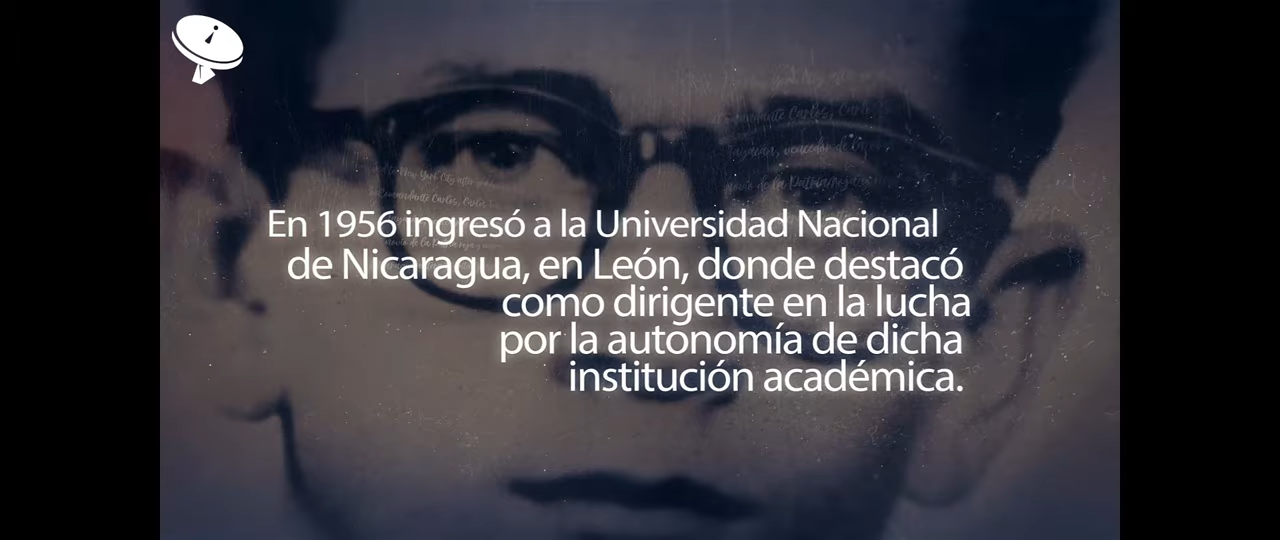 En 1956 ingresó a la Universidad Nacional
de Nicaragua, en León, donde destacó
como dirigente en la lucha
por la autonomía de dicha
institución académica.